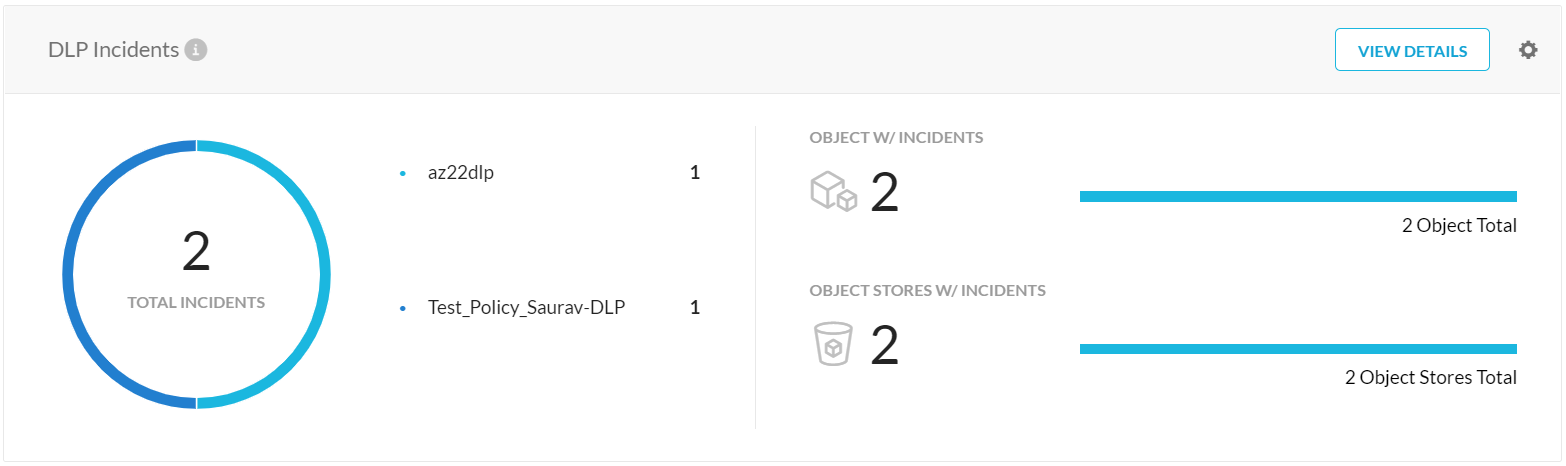 DLP Incidents
VIEW DETAILS
2
TOTAL INCIDENTS
az22dlp 1
Test_Policy_Saurav-DLP 1
OBJECT W/ INCIDENTS
2
2 Object Total
OBJECT STORES W/ INCIDENTS
2
2 Object Stores Total